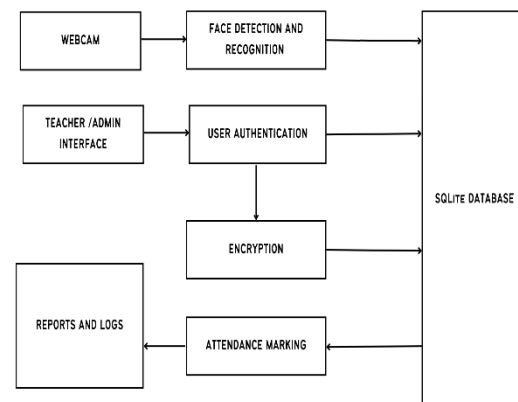 WEBCAM
FACE DETECTION AND
RECOGNITION
TEACHER /ADMIN
INTERFACE
USER AUTHENTICATION
SQLITE DATABASE
ENCRYPTION
REPORTS AND LOGS
ATTENDANCE MARKING